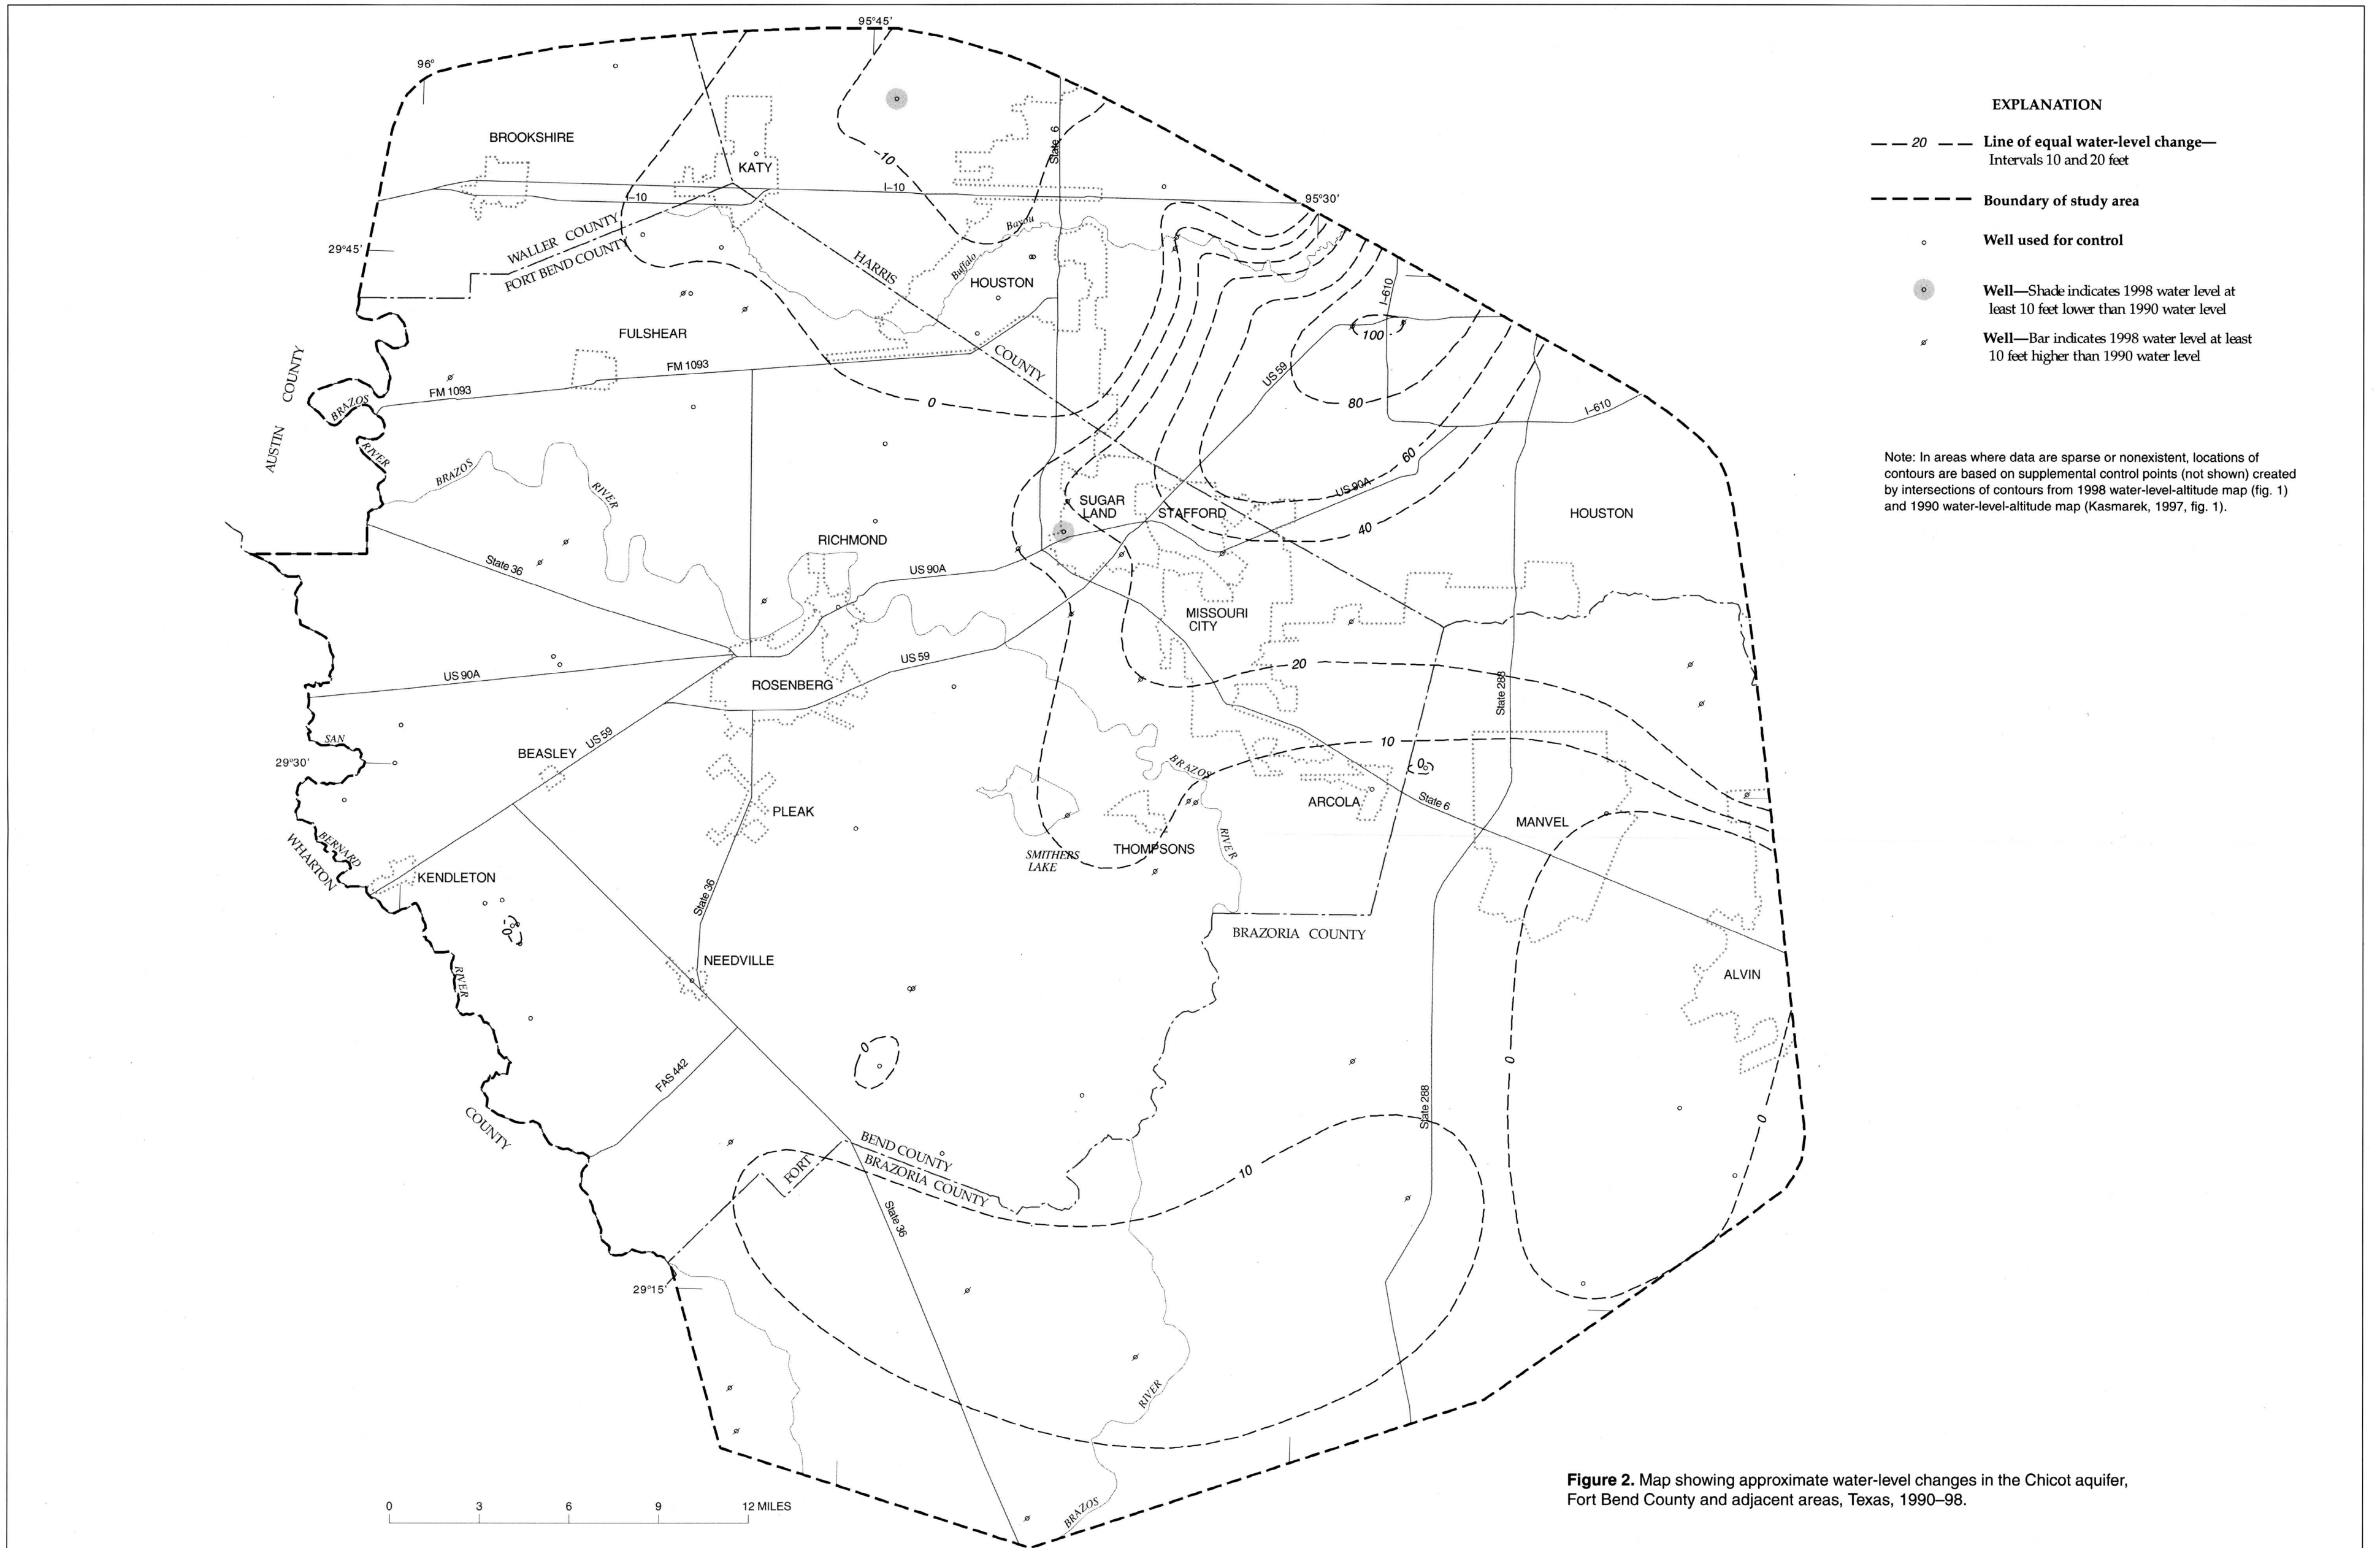 95°45'
96°
EXPLANATION
— — 20 — — Line of equal water-level change—
Intervals 10 and 20 feet
Boundary of study area
Well used for control
Well—Shade indicates 1998 water level at
least 10 feet lower than 1990 water level
Well—Bar indicates 1998 water level at least
10 feet higher than 1990 water level
Note: In areas where data are sparse or nonexistent, locations of
contours are based on supplemental control points (not shown) created
by intersections of contours from 1998 water-level-altitude map (fig. 1)
and 1990 water-level-altitude map (Kasmarek, 1997, fig. 1).
BROOKSHIRE
KATY
-10
State 6
I–10
I–10
95°30'
WALLER COUNTY
FORT BEND COUNTY
29°45'
HARRIS
COUNTY
Buffalo
Bayou
HOUSTON
I–610
100
FULSHEAR
FM 1093
FM 1093
US 59
80
I–610
0
AUSTIN
COUNTY
BRAZOS
RIVER
BRAZOS
RIVER
60
US 90A
SUGAR
LAND
STAFFORD
40
HOUSTON
RICHMOND
State 36
US 90A
MISSOURI
CITY
US 59
20
US 90A
ROSENBERG
State 288
SAN
BEASLEY
US 59
10
29°30'
BRAZOS
0
ARCOLA
State 6
PLEAK
MANVEL
BERNARD
WHARTON
SMITHERS
LAKE
THOMPSONS
RIVER
KENDLETON
State 36
0
BRAZORIA COUNTY
NEEDVILLE
RIVER
ALVIN
0
0
FAS 442
State 288
0
COUNTY
BEND COUNTY
FORT
BRAZORIA COUNTY
10
State 36
29°15'
RIVER
BRAZOS
0
3
6
9
12 MILES
Figure 2. Map showing approximate water-level changes in the Chicot aquifer,
Fort Bend County and adjacent areas, Texas, 1990–98.